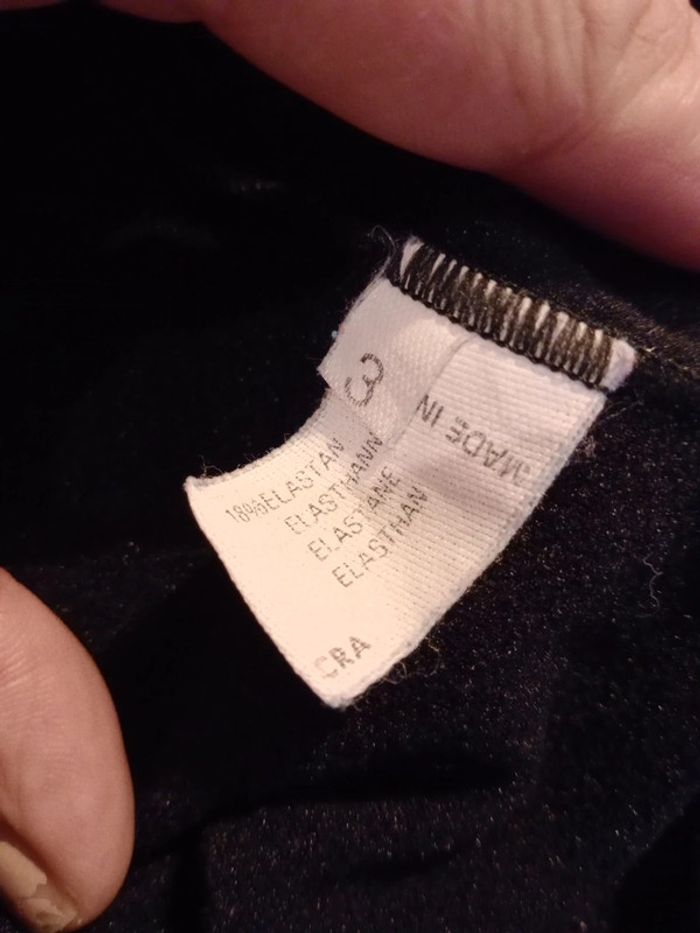 3
MADE IN
18%ELASTAN
ELASTHANN
ELASTANE
ELASTHAN
CRA